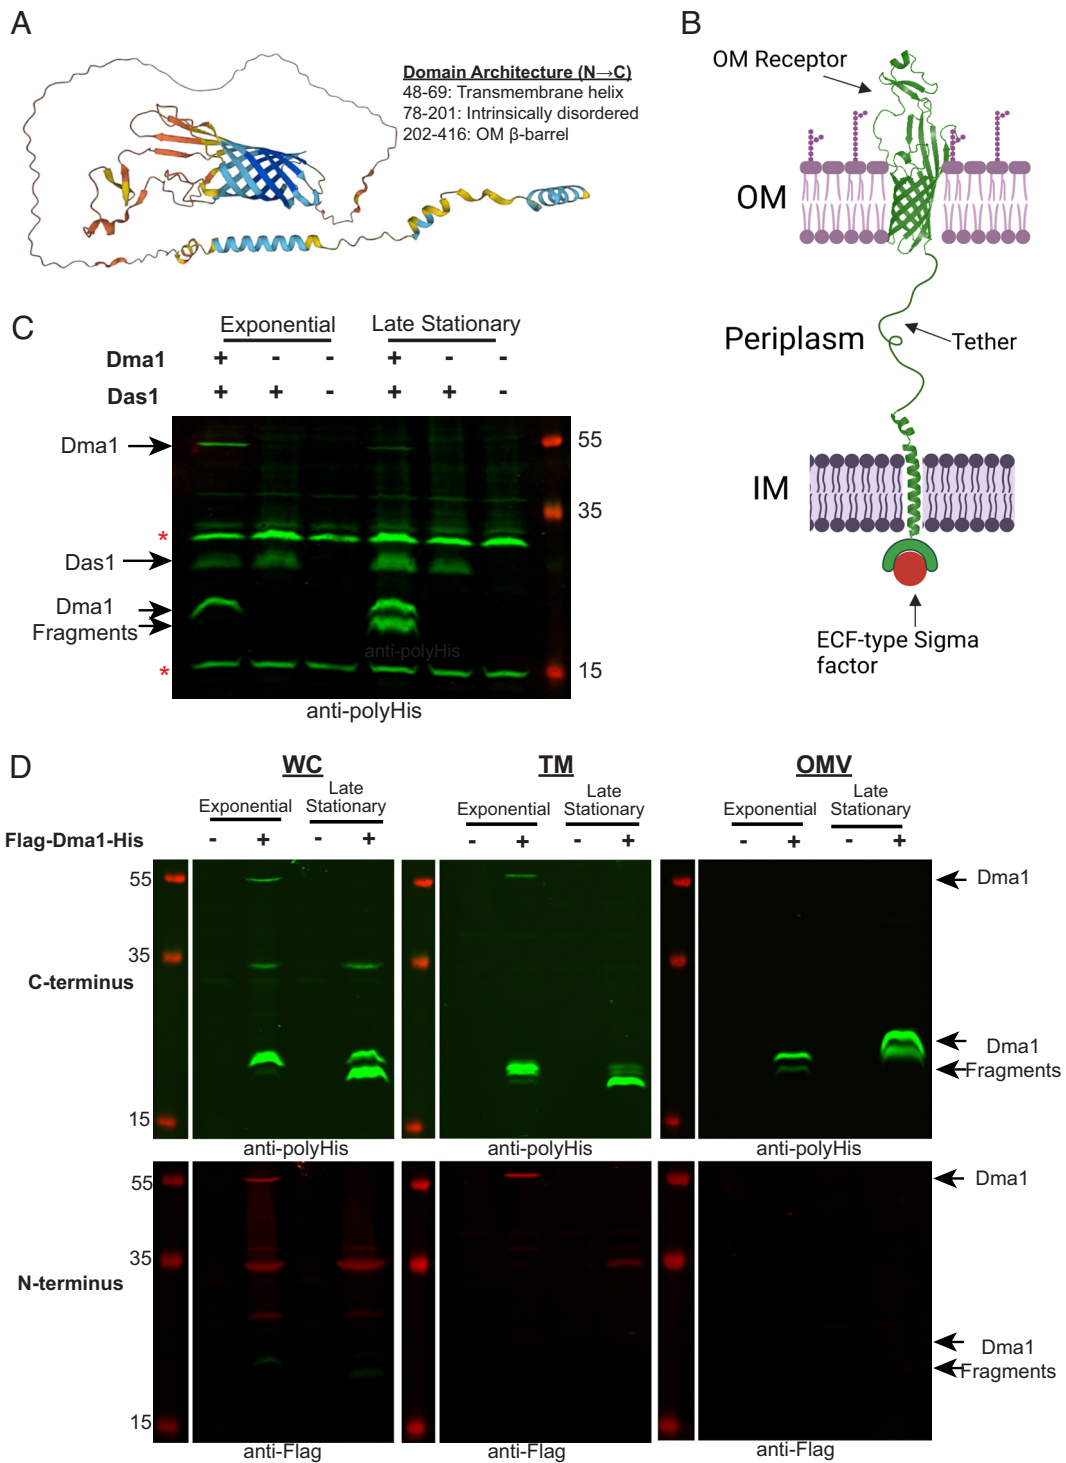 A
Domain Architecture (N→C)
48-69: Transmembrane helix
78-201: Intrinsically disordered
202-416: OM β-barrel
B
OM Receptor
OM
Periplasm
Tether
IM
ECF-type Sigma
factor
C
Exponential
Late Stationary
Dma1
+ - - + - -
Das1
+ + - + + -
Dma1
55
35
*
Das1
Dma1
Fragments
anti-polyHis
*
15
anti-polyHis
D
WC
TM
OMV
Exponential
Late
Stationary
Exponential
Late
Stationary
Exponential
Late
Stationary
Flag-Dma1-His
- + - + - + - + - + - +
55
Dma1
35
C-terminus
Dma1
Fragments
15
anti-polyHis
anti-polyHis
anti-polyHis
55
Dma1
35
N-terminus
Dma1
Fragments
15
anti-Flag
anti-Flag
anti-Flag